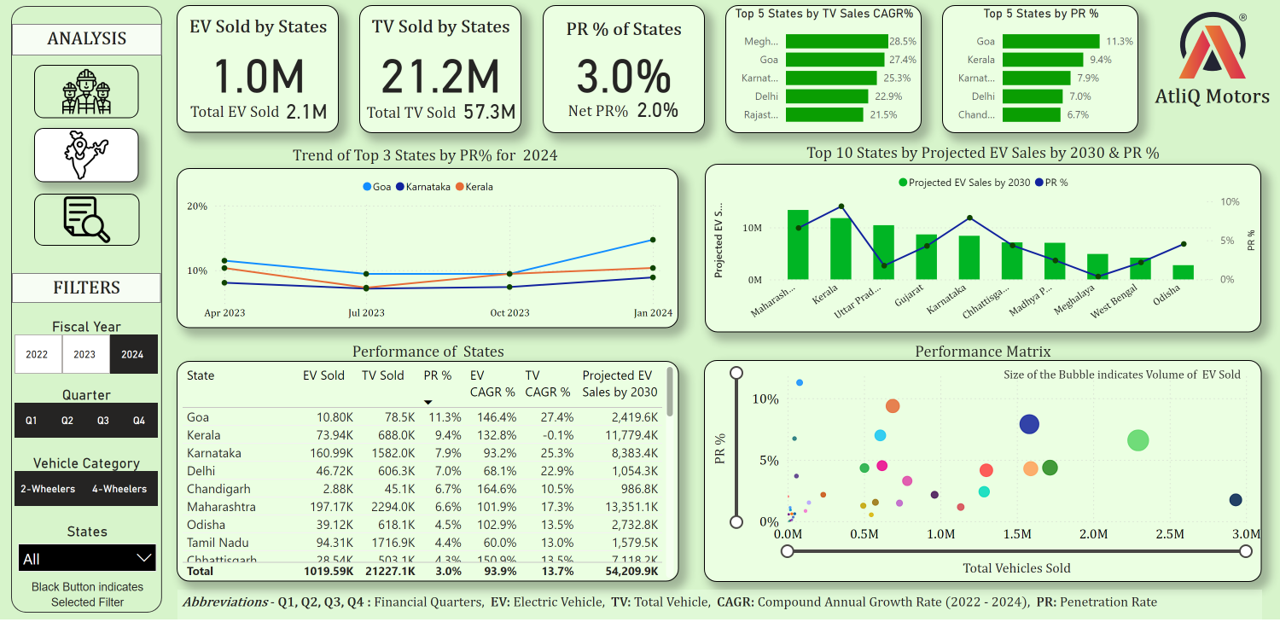 ANALYSIS
FILTERS
Fiscal Year
2022 2023 2024
Quarter
Q1 Q2 Q3 Q4
Vehicle Category
2-Wheelers 4-Wheelers
States
All
Black Button indicates
Selected Filter
EV Sold by States
1.0M
Total EV Sold 2.1M
TV Sold by States
21.2M
Total TV Sold 57.3M
PR % of States
3.0%
Net PR% 2.0%
Top 5 States by TV Sales CAGR%
Megh... 28.5%
Goa 27.4%
Karnat... 25.3%
Delhi 22.9%
Rajast... 21.5%
Top 5 States by PR %
Goa 11.3%
Kerala 9.4%
Karnat... 7.9%
Delhi 7.0%
Chand... 6.7%
®
AtliQ Motors
Trend of Top 3 States by PR% for 2024
Goa Karnataka Kerala
20%
10%
Apr 2023 Jul 2023 Oct 2023 Jan 2024
Top 10 States by Projected EV Sales by 2030 & PR %
Projected EV Sales by 2030 PR %
Projected EV S...
10M
0M
10%
5%
0%
PR %
Maharash... Kerala Uttar Prad... Gujarat Karnataka Chhattisga... Madhya P... Meghalaya West Bengal Odisha
Performance of States
State EV Sold TV Sold PR % EV CAGR % TV CAGR % Projected EV Sales by 2030
Goa 10.80K 78.5K 11.3% 146.4% 27.4% 2,419.6K
Kerala 73.94K 688.0K 9.4% 132.8% -0.1% 11,779.4K
Karnataka 160.99K 1582.0K 7.9% 93.2% 25.3% 8,383.4K
Delhi 46.72K 606.3K 7.0% 68.1% 22.9% 1,054.3K
Chandigarh 2.88K 45.1K 6.7% 164.6% 10.5% 986.8K
Maharashtra 197.17K 2294.0K 6.6% 101.9% 17.3% 13,351.1K
Odisha 39.12K 618.1K 4.5% 102.9% 13.5% 2,732.8K
Tamil Nadu 94.31K 1716.9K 4.4% 60.0% 13.0% 1,579.5K
Chhattisgarh 28.54K 503.1K 4.3% 150.9% 13.5% 7,118.2K
Total 1019.59K 21227.1K 3.0% 93.9% 13.7% 54,209.9K
Performance Matrix
Size of the Bubble indicates Volume of EV Sold
PR %
10%
5%
0%
0.0M 0.5M 1.0M 1.5M 2.0M 2.5M 3.0M
Total Vehicles Sold
Abbreviations - Q1, Q2, Q3, Q4 : Financial Quarters, EV: Electric Vehicle, TV: Total Vehicle, CAGR: Compound Annual Growth Rate (2022 - 2024), PR: Penetration Rate